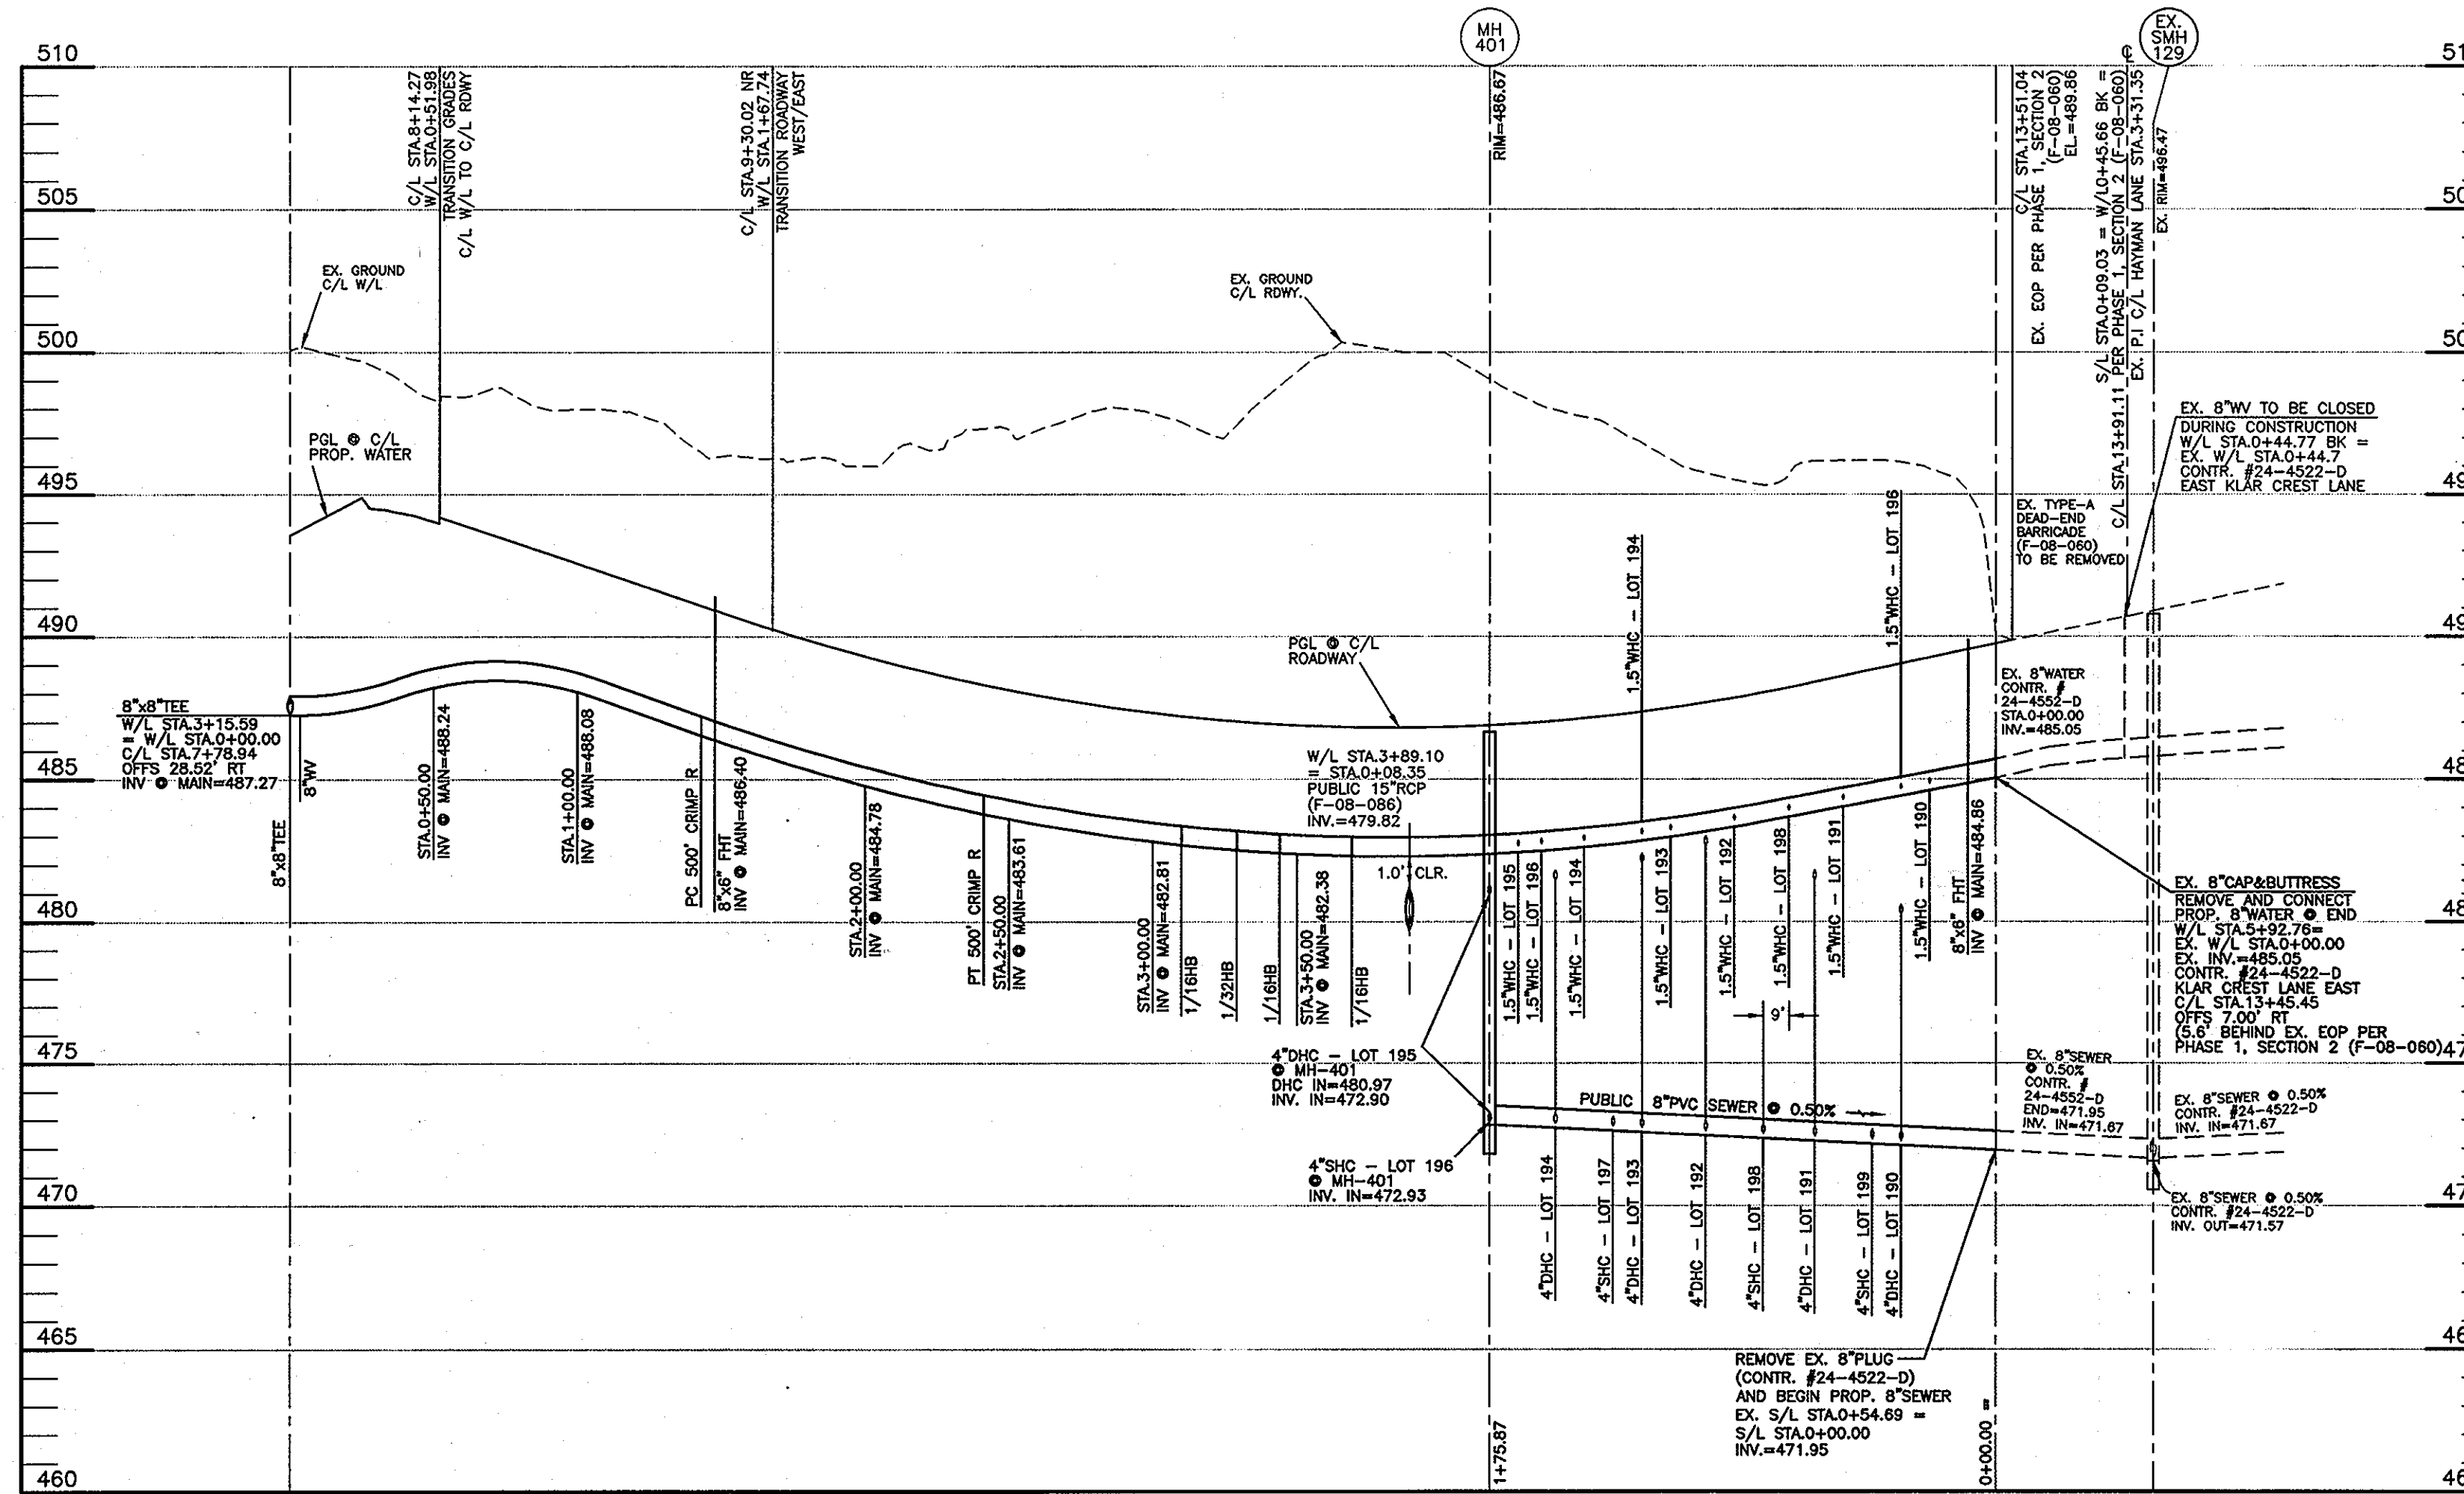 MH
401
EX.
SMH
129
510
505
500
495
490
485
480
475
470
465
460
C/L STA.8+14.27
W/L STA.0+51.98
TRANSITION GRADES
C/L W/L TO C/L RDWY
C/L STA.9+30.02 NR
W/L STA.1+67.74
TRANSITION ROADWAY
WEST/EAST
RIM=486.67
C/L STA.13+51.04
EX. EOP PER PHASE 1, SECTION 2
(F-08-060)
EL=489.86
S/L STA.0+09.03 = W/L0+45.66 BK =
C/L STA.13+91.11 PER PHASE 1, SECTION 2 (F-08-060)
EX. P.I C/L HAYMAN LANE STA.3+31.35
EX. RIM=496.47
EX. GROUND
C/L W/L
EX. GROUND
C/L RDWY.
PGL @ C/L
PROP. WATER
PGL @ C/L
ROADWAY
EX. 8"WV TO BE CLOSED
DURING CONSTRUCTION
W/L STA.0+44.77 BK =
EX. W/L STA.0+44.7
CONTR. #24-4522-D
EAST KLAR CREST LANE
EX. TYPE-A
DEAD-END
BARRICADE
(F-08-060)
TO BE REMOVED
8"x8"TEE
W/L STA.3+15.59
= W/L STA.0+00.00
C/L STA.7+78.94
OFFS 28.52' RT
INV @ MAIN=487.27
8"x8"TEE
8"WV
STA.0+50.00
INV @ MAIN=488.24
STA.1+00.00
INV @ MAIN=488.08
PC 500' CRIMP R
8"x6" FHT
INV @ MAIN=486.40
STA.2+00.00
INV @ MAIN=484.78
PT 500' CRIMP R
STA.2+50.00
INV @ MAIN=483.61
STA.3+00.00
INV @ MAIN=482.81
1/16HB
1/32HB
1/16HB
STA.3+50.00
INV @ MAIN=482.38
1/16HB
W/L STA.3+89.10
= STA.0+08.35
PUBLIC 15"RCP
(F-08-086)
INV.=479.82
1.0' CLR.
1.5"WHC - LOT 195
1.5"WHC - LOT 196
1.5"WHC - LOT 194
1.5"WHC - LOT 194
1.5"WHC - LOT 193
1.5"WHC - LOT 192
1.5"WHC - LOT 198
9'
1.5"WHC - LOT 191
1.5"WHC - LOT 196
1.5"WHC - LOT 190
8"x6" FHT
INV @ MAIN=484.86
EX. 8"WATER
CONTR. #
24-4552-D
STA.0+00.00
INV.=485.05
EX. 8"CAP&BUTTRESS
REMOVE AND CONNECT
PROP. 8"WATER @ END
W/L STA.5+92.76=
EX. W/L STA.0+00.00
EX. INV.=485.05
CONTR. #24-4522-D
KLAR CREST LANE EAST
C/L STA.13+45.45
OFFS 7.00' RT
(5.6' BEHIND EX. EOP PER
PHASE 1, SECTION 2 (F-08-060)
4"DHC - LOT 195
@ MH-401
DHC IN=480.97
INV. IN=472.90
4"SHC - LOT 196
@ MH-401
INV. IN=472.93
PUBLIC 8"PVC SEWER @ 0.50%
4"DHC - LOT 194
4"SHC - LOT 197
4"DHC - LOT 193
4"DHC - LOT 192
4"SHC - LOT 198
4"DHC - LOT 191
4"SHC - LOT 199
4"DHC - LOT 190
EX. 8"SEWER
@ 0.50%
CONTR. #
24-4552-D
END=471.95
INV. IN=471.67
EX. 8"SEWER @ 0.50%
CONTR. #24-4522-D
INV. IN=471.67
EX. 8"SEWER @ 0.50%
CONTR. #24-4522-D
INV. OUT=471.57
REMOVE EX. 8"PLUG
(CONTR. #24-4522-D)
AND BEGIN PROP. 8"SEWER
EX. S/L STA.0+54.69 =
S/L STA.0+00.00
INV.=471.95
1+75.87
0+00.00 =